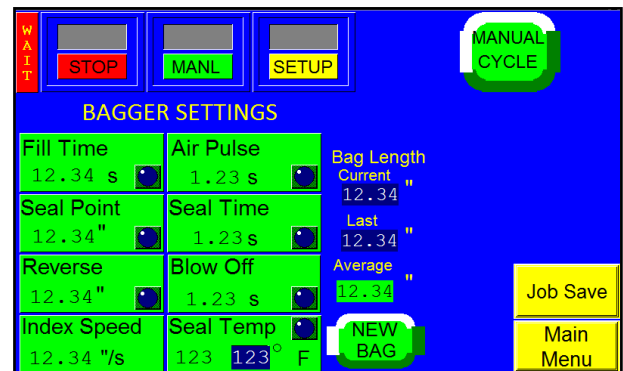 WAIT
STOP
MANL
SETUP
MANUAL
CYCLE
BAGGER SETTINGS
Fill Time
12.34 s
Air Pulse
1.23 s
Bag Length
Current
12.34 "
Seal Point
12.34"
Seal Time
1.23 s
Last
12.34 "
Reverse
12.34"
Blow Off
1.23 s
Average
12.34 "
Job Save
Index Speed
12.34 "/s
Seal Temp
123 123° F
NEW
BAG
Main
Menu